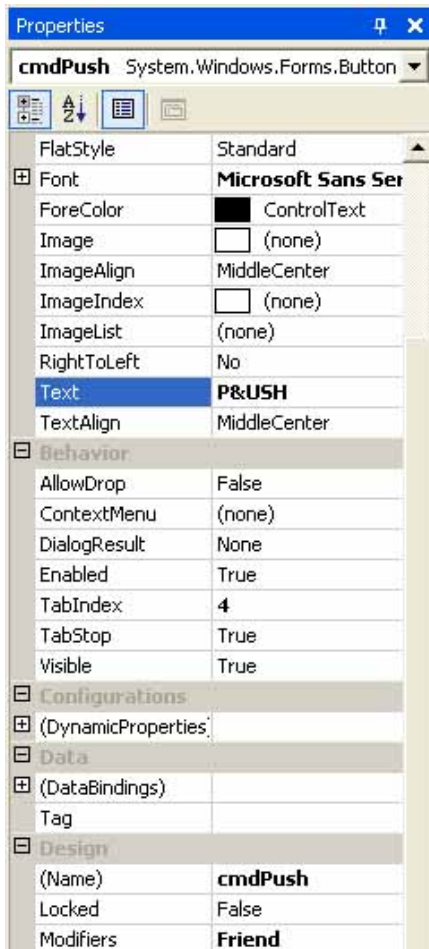 Properties
cmdPush System.Windows.Forms.Button
FlatStyle Standard
Font Microsoft Sans Ser
ForeColor ControlText
Image (none)
ImageAlign MiddleCenter
ImageIndex (none)
ImageList (none)
RightToLeft No
Text P&USH
TextAlign MiddleCenter
Behavior
AllowDrop False
ContextMenu (none)
DialogResult None
Enabled True
TabIndex 4
TabStop True
Visible True
Configurations
(DynamicProperties)
Data
(DataBindings)
Tag
Design
(Name) cmdPush
Locked False
Modifiers Friend